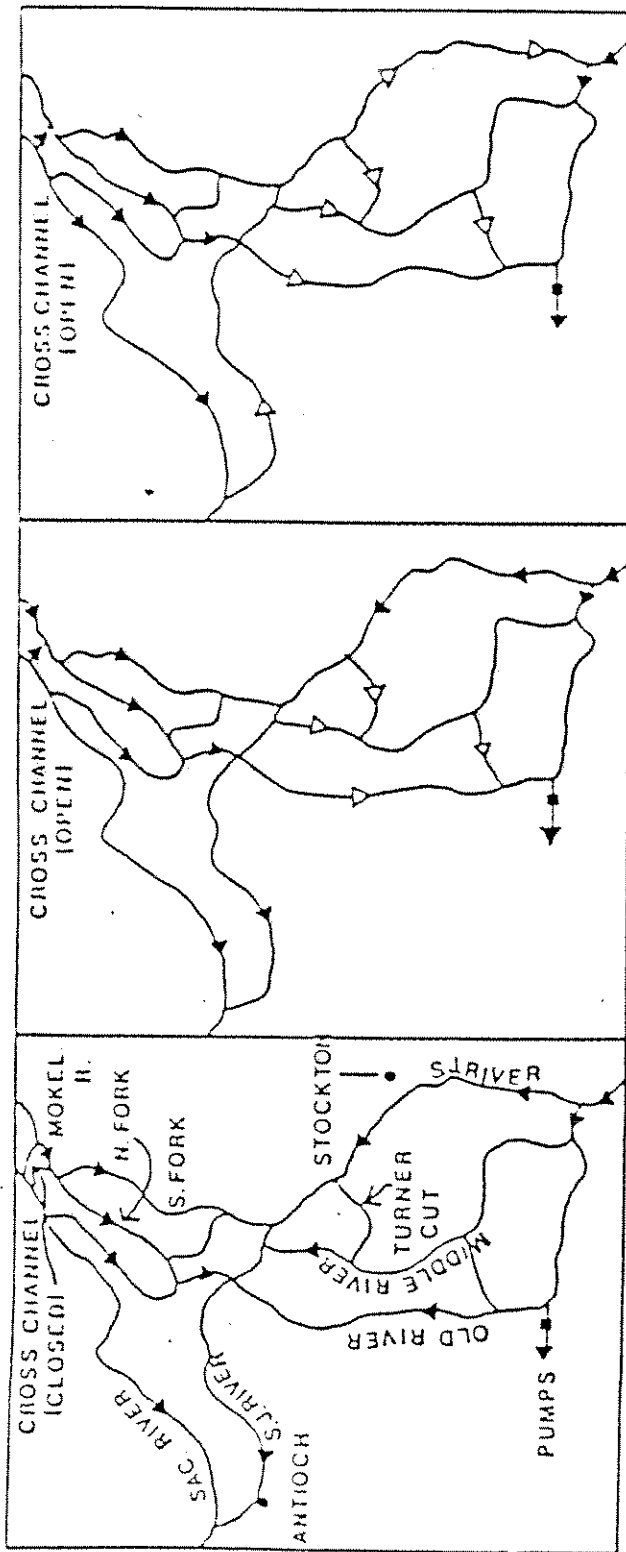 CROSS CHANNEL
(CLOSED)
MOKEL.
R.
N. FORK
S. FORK
SAC. RIVER
S.J. RIVER
ANTIOCH
STOCKTON
TURNER
CUT
MIDDLE RIVER
OLD RIVER
S.J. RIVER
PUMPS
CROSS CHANNEL
(OPEN)
CROSS CHANNEL
(OPEN)